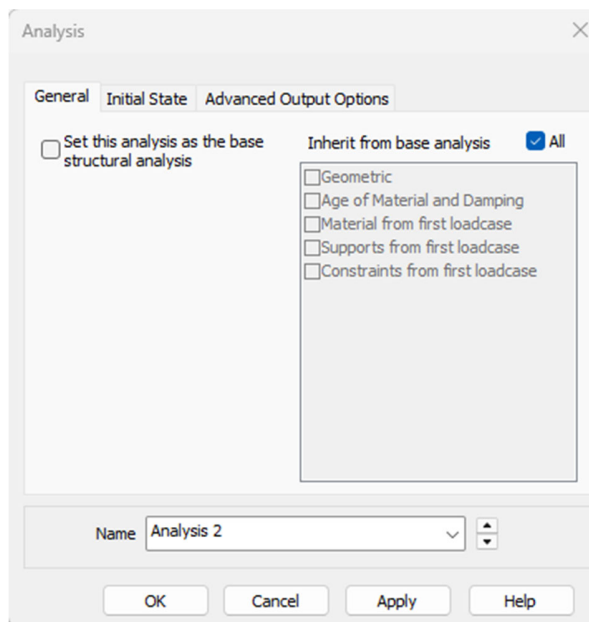 Analysis
General Initial State Advanced Output Options
Set this analysis as the base
structural analysis
Inherit from base analysis All
Geometric
Age of Material and Damping
Material from first loadcase
Supports from first loadcase
Constraints from first loadcase
Name Analysis 2
OK Cancel Apply Help